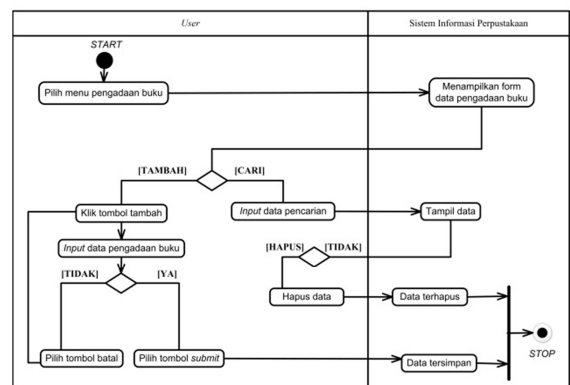 User
Sistem Informasi Perpustakaan
START
Pilih menu pengadaan buku
Menampilkan form
data pengadaan buku
[TAMBAH]
[CARI]
Klik tombol tambah
Input data pencarian
Tampil data
Input data pengadaan buku
[HAPUS]
[TIDAK]
[TIDAK]
[YA]
Hapus data
Data terhapus
STOP
Pilih tombol batal
Pilih tombol submit
Data tersimpan